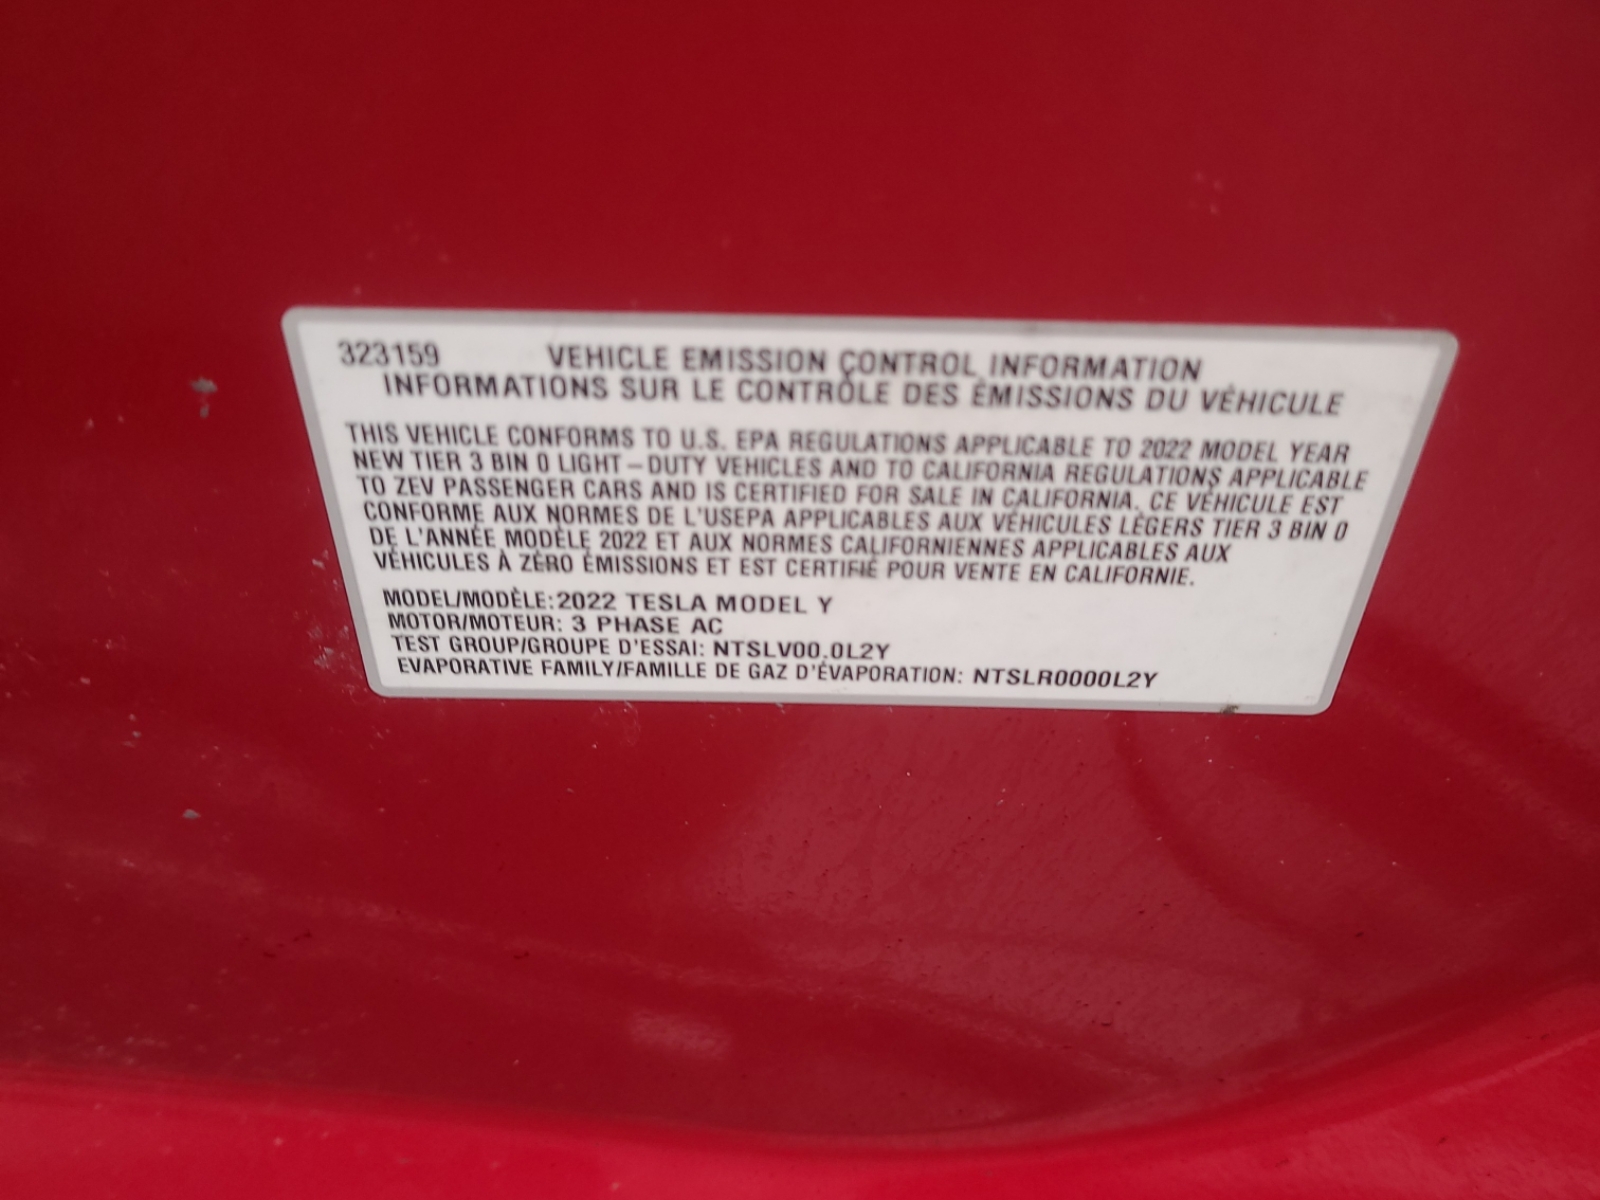 323159 VEHICLE EMISSION CONTROL INFORMATION
INFORMATIONS SUR LE CONTRÔLE DES ÉMISSIONS DU VÉHICULE
THIS VEHICLE CONFORMS TO U.S. EPA REGULATIONS APPLICABLE TO 2022 MODEL YEAR
NEW TIER 3 BIN 0 LIGHT–DUTY VEHICLES AND TO CALIFORNIA REGULATIONS APPLICABLE
TO ZEV PASSENGER CARS AND IS CERTIFIED FOR SALE IN CALIFORNIA. CE VÉHICULE EST
CONFORME AUX NORMES DE L'USEPA APPLICABLES AUX VÉHICULES LÉGERS TIER 3 BIN 0
DE L'ANNÉE MODÈLE 2022 ET AUX NORMES CALIFORNIENNES APPLICABLES AUX
VÉHICULES À ZÉRO ÉMISSIONS ET EST CERTIFIÉ POUR VENTE EN CALIFORNIE.
MODEL/MODÈLE:2022 TESLA MODEL Y
MOTOR/MOTEUR: 3 PHASE AC
TEST GROUP/GROUPE D'ESSAI: NTSLV00.0L2Y
EVAPORATIVE FAMILY/FAMILLE DE GAZ D'ÉVAPORATION: NTSLR0000L2Y